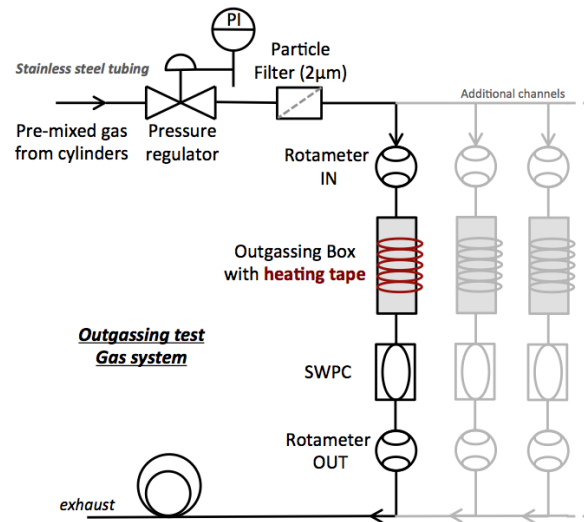 PI
Stainless steel tubing
Particle
Filter (2μm)
Additional channels
Pre-mixed gas
from cylinders
Pressure
regulator
Rotameter
IN
Outgassing Box
with heating tape
Outgassing test
Gas system
SWPC
Rotameter
OUT
exhaust